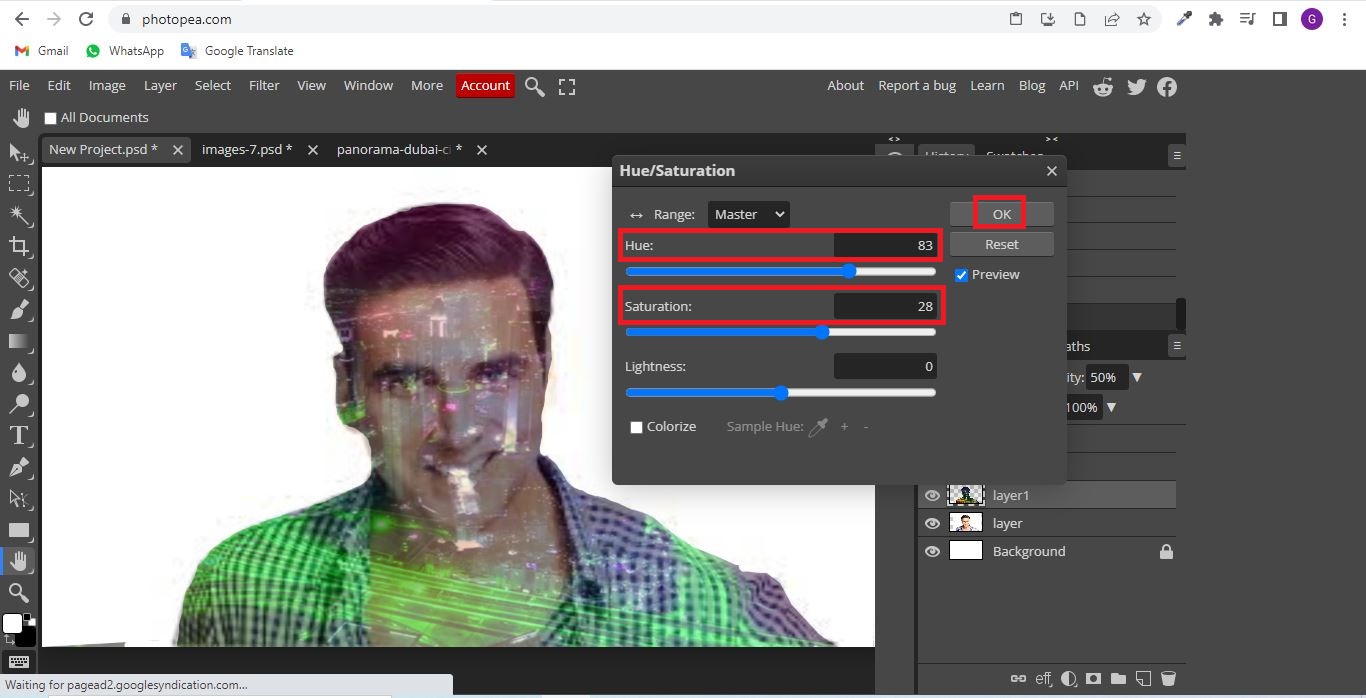 photopea.com
G
Gmail WhatsApp Google Translate
File Edit Image Layer Select Filter View Window More Account About Report a bug Learn Blog API
All Documents
New Project.psd * images-7.psd * panorama-dubai-ci *
< > > <
Hue/Saturation
Range: Master OK
Hue: 83 Reset
Preview
Saturation: 28
Lightness: 0
Colorize Sample Hue: + -
aths
ity: 50%
100%
layer1
layer
Background
eff
Waiting for pagead2.googlesyndication.com...